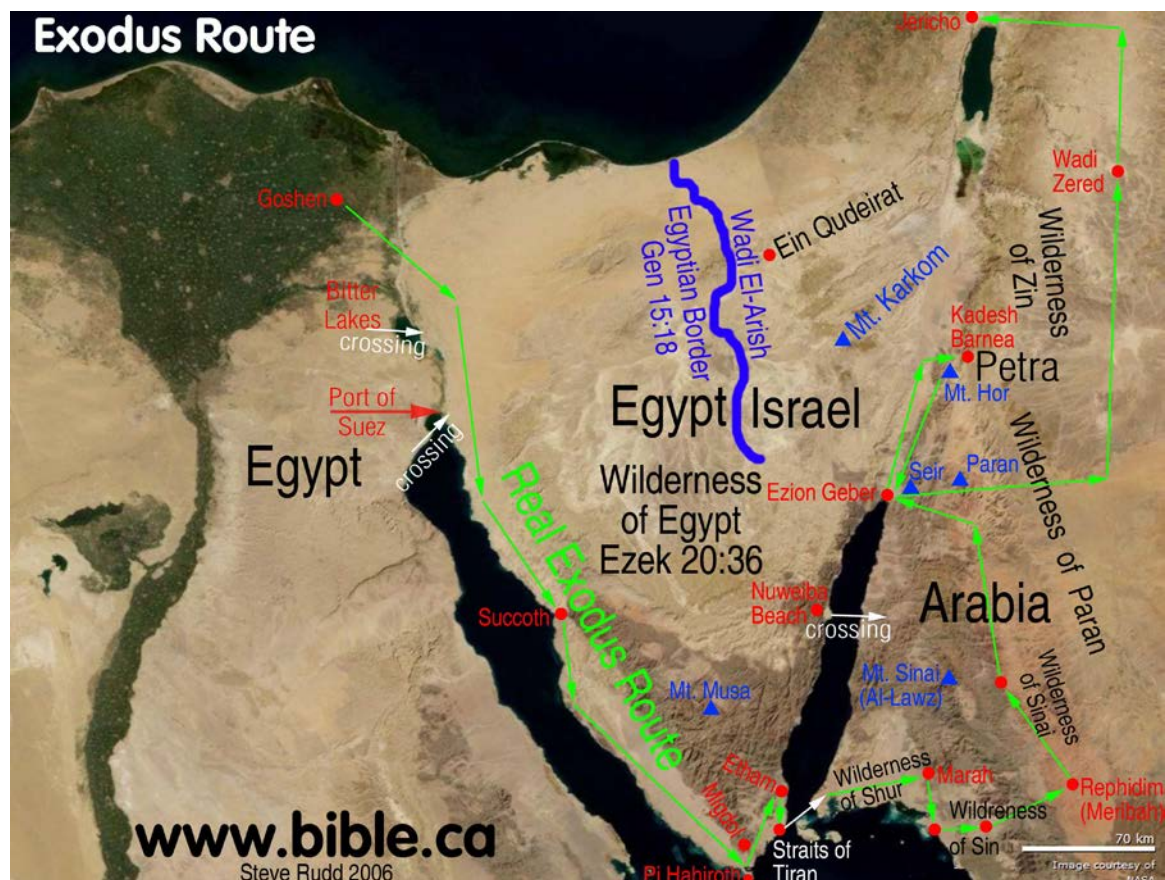 Exodus Route
Jericho
Goshen
Wadi
Zered
Ein Qudeirat
Wadi El-Arish
Egyptian Border
Gen 15:18
Wilderness
of Zin
Bitter
Lakes
crossing
Mt. Karkom
Kadesh
Barnea
Petra
Mt. Hor
Port of
Suez
crossing
Egypt
Egypt
Israel
Wilderness
of Egypt
Ezek 20:36
Ezion Geber
Seir
Paran
Wilderness of Paran
Real Exodus Route
Succoth
Nuweiba
Beach
crossing
Arabia
Mt. Musa
Mt. Sinai
(Al-Lawz)
Wilderness
of Sinai
Etham
Migdol
Wilderness
of Shur
Marah
Wildreness
of Sin
Rephidim
(Meribah)
Straits of
Tiran
Pi Hahiroth
70 km
Image courtesy of
NASA
www.bible.ca
Steve Rudd 2006